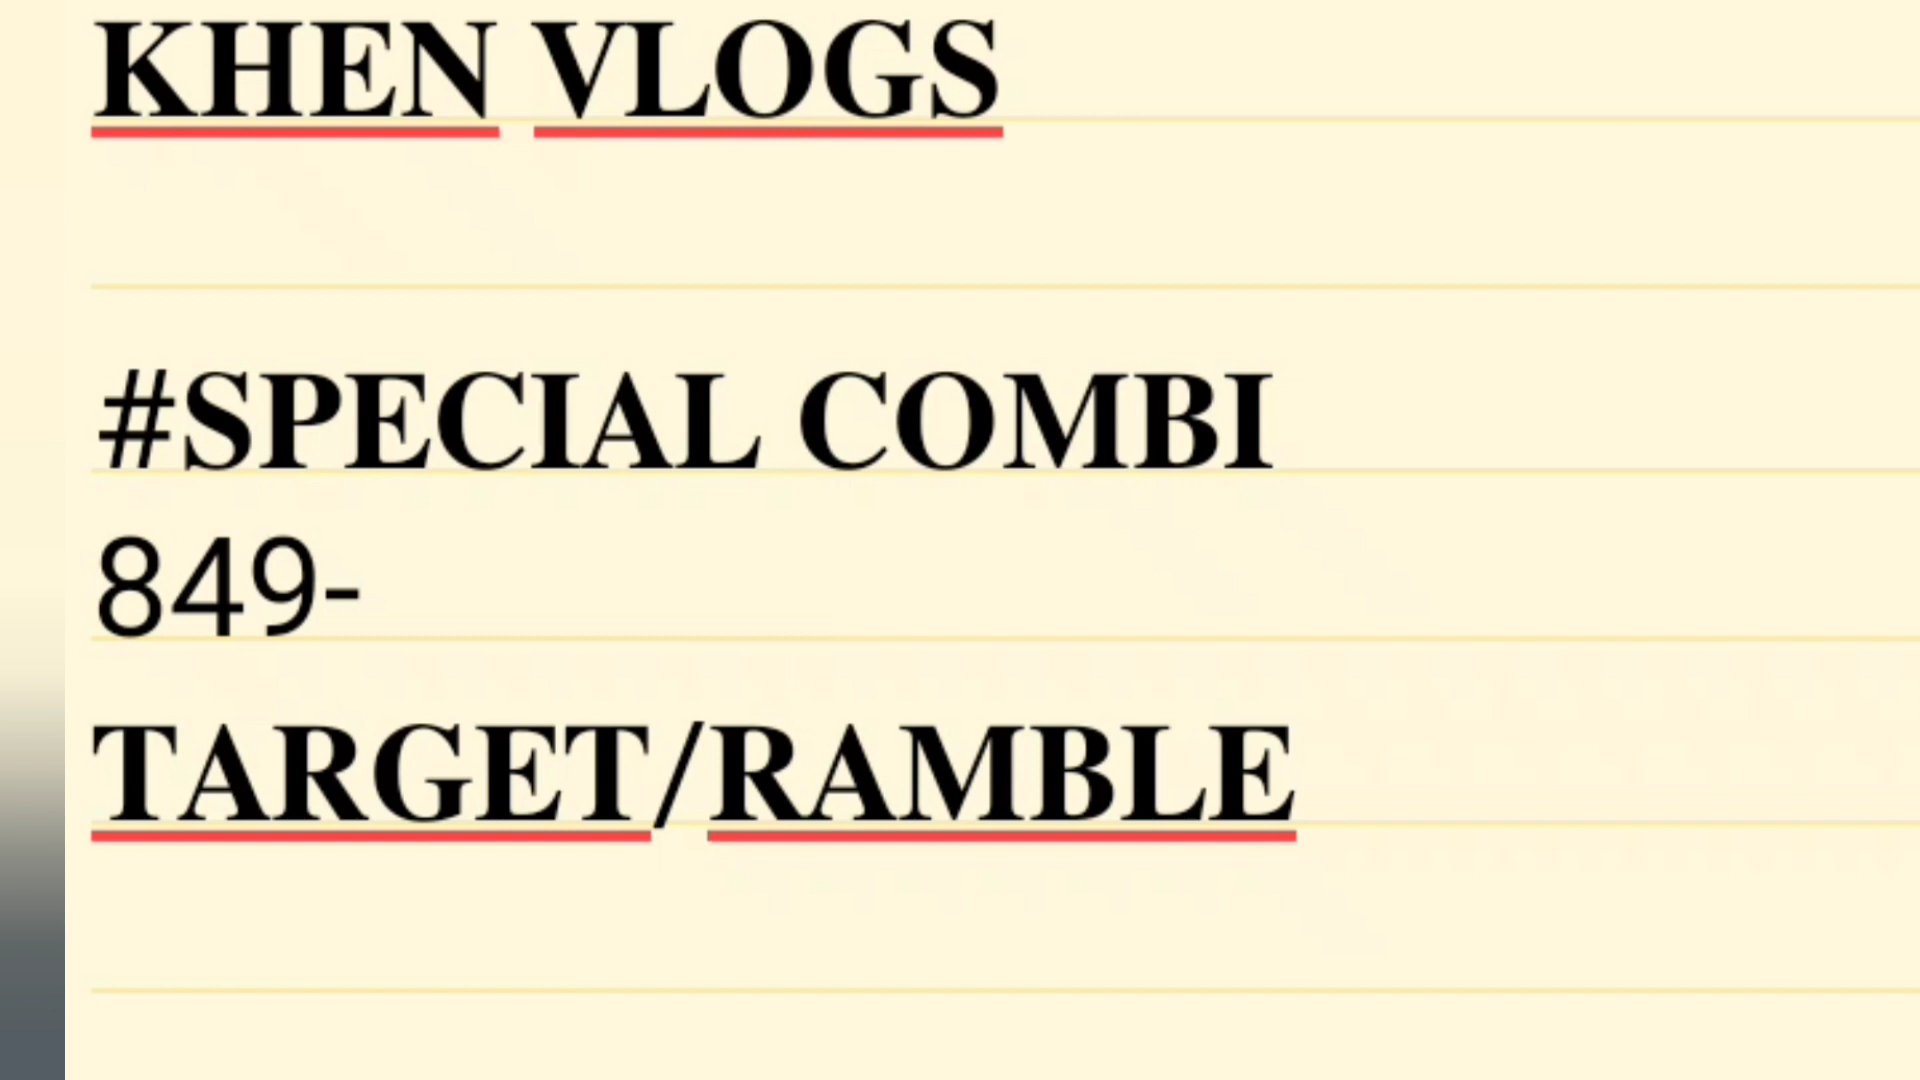 KHEN VLOGS
#SPECIAL COMBI
849-
TARGET/RAMBLE